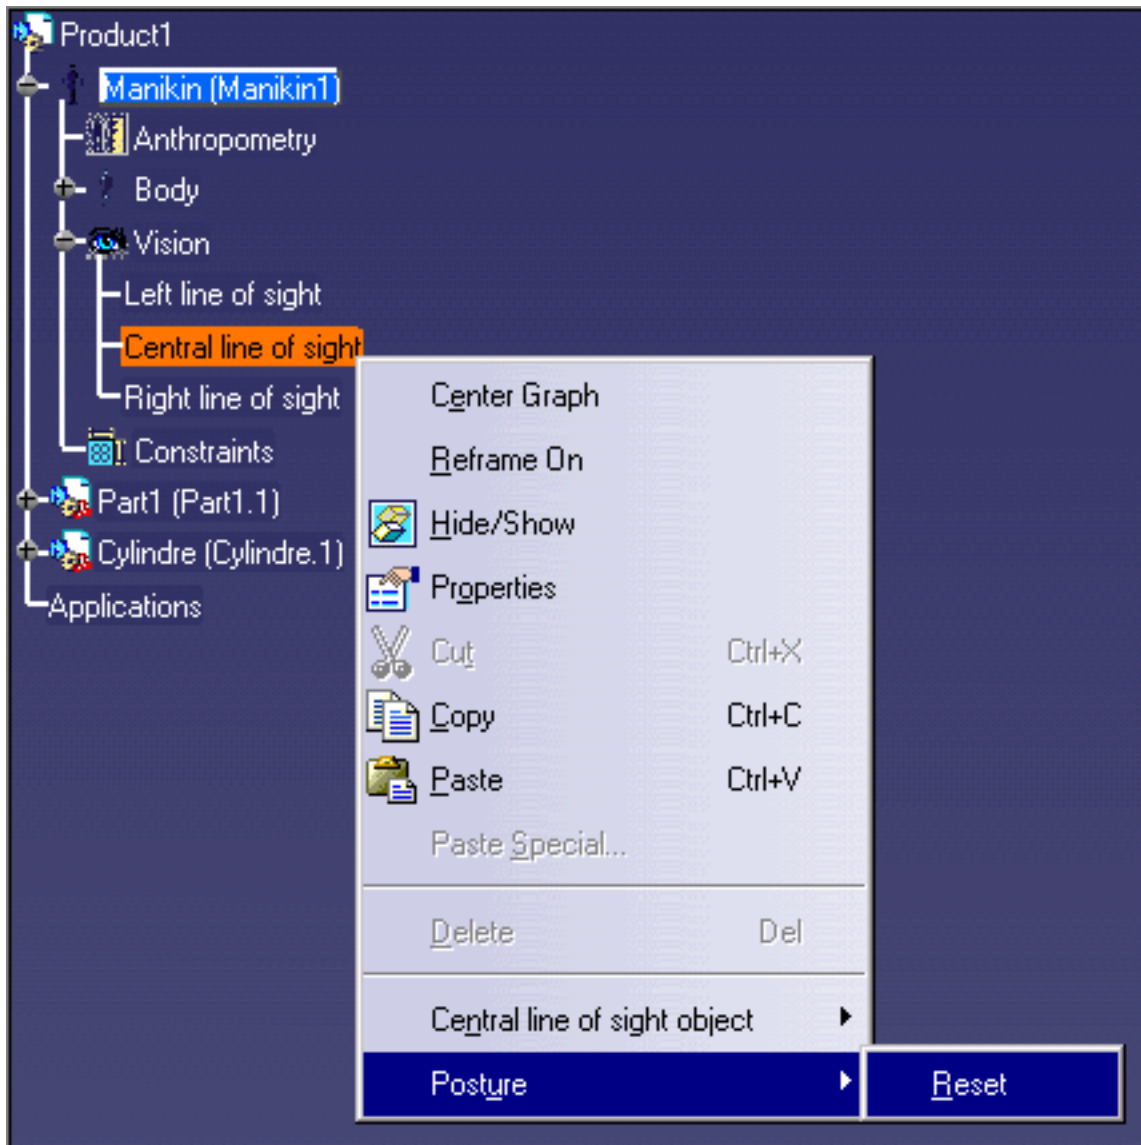 Product1
Manikin (Manikin1)
Anthropometry
Body
Vision
Left line of sight
Central line of sight
Right line of sight
Constraints
Part1 (Part1.1)
Cylindre (Cylindre.1)
Applications
Center Graph
Reframe On
Hide/Show
Properties
Cut Ctrl+X
Copy Ctrl+C
Paste Ctrl+V
Paste Special...
Delete Del
Central line of sight object
Posture
Reset